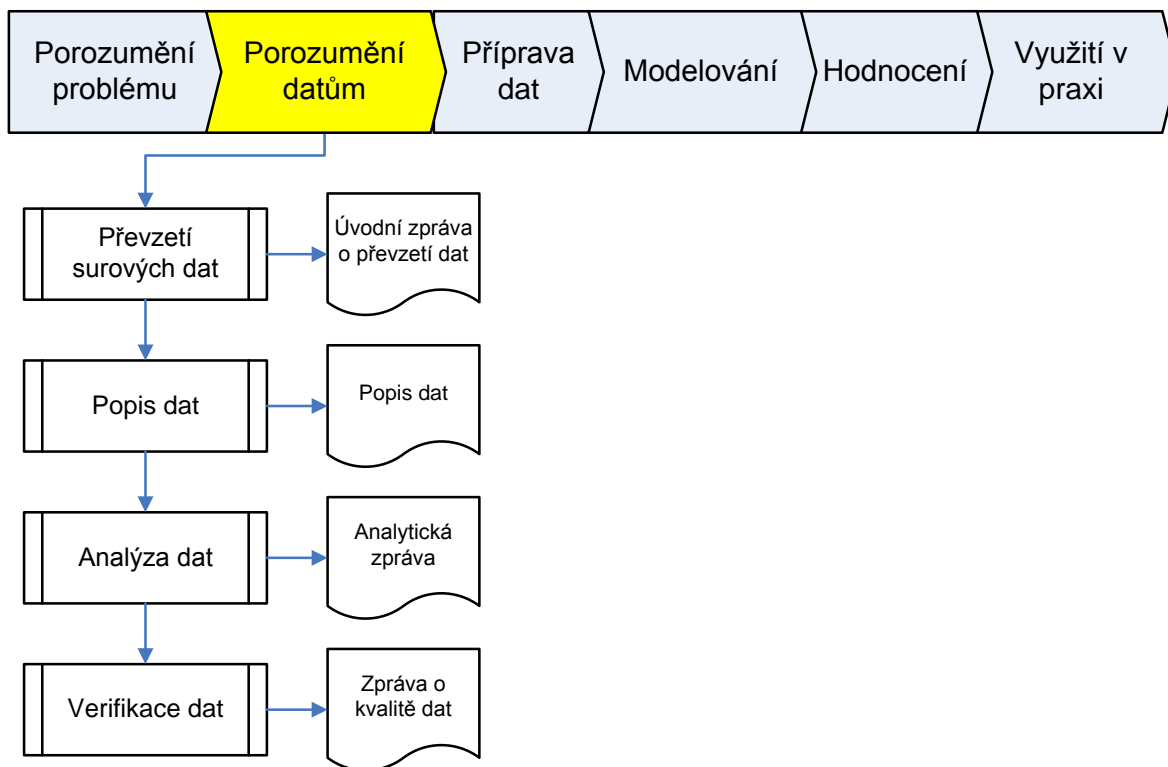 Porozumění
problému
Porozumění
datům
Příprava
dat
Modelování
Hodnocení
Využití v
praxi
Převzetí
surových dat
Úvodní zpráva
o převzetí dat
Popis dat
Popis dat
Analýza dat
Analytická
zpráva
Verifikace dat
Zpráva o
kvalitě dat